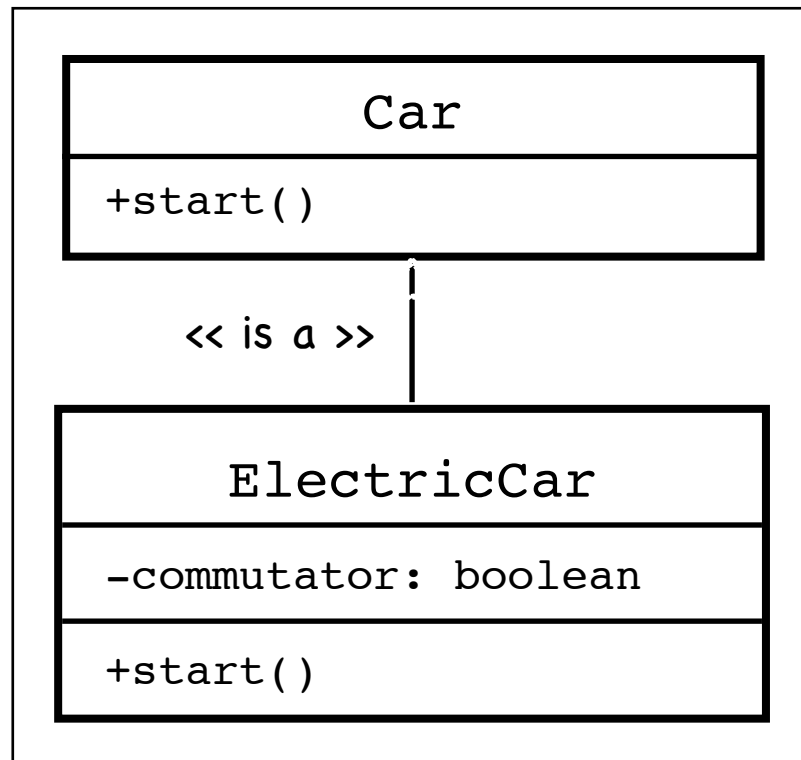 Car
+start()
<< is a >>
ElectricCar
-commutator: boolean
+start()